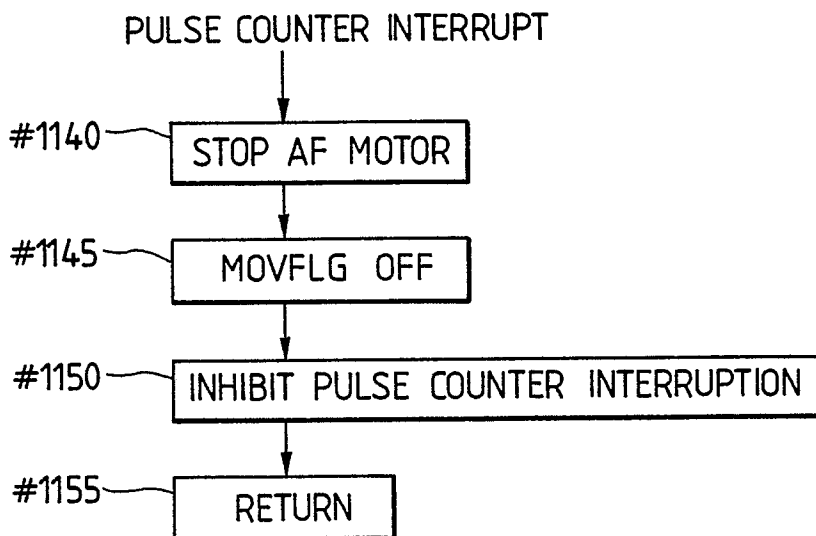 PULSE COUNTER INTERRUPT
#1140 STOP AF MOTOR
#1145 MOVFLG OFF
#1150 INHIBIT PULSE COUNTER INTERRUPTION
#1155 RETURN